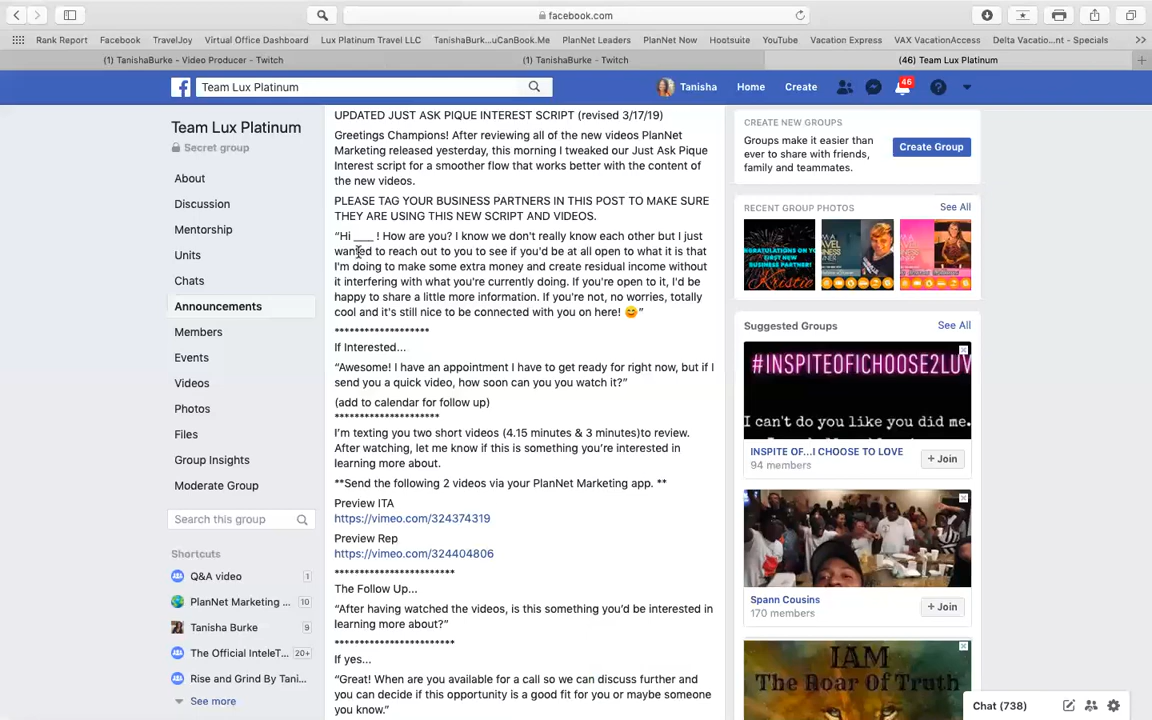 facebook.com
Rank Report Facebook TravelJoy Virtual Office Dashboard Lux Platinum Travel LLC TanishaBurk...uCanBook.Me PlanNet Leaders PlanNet Now Hootsuite YouTube Vacation Express VAX VacationAccess Delta Vacatio...nt - Specials
(1) TanishaBurke - Video Producer - Twitch
(1) TanishaBurke - Twitch
(46) Team Lux Platinum
Team Lux Platinum
Tanisha Home Create 46
Team Lux Platinum
Secret group
About
Discussion
Mentorship
Units
Chats
Announcements
Members
Events
Videos
Photos
Files
Group Insights
Moderate Group
Search this group
Shortcuts
Q&A video 1
PlanNet Marketing ... 10
Tanisha Burke 9
The Official InteleT... 20+
Rise and Grind By Tani...
See more
UPDATED JUST ASK PIQUE INTEREST SCRIPT (revised 3/17/19)
Greetings Champions! After reviewing all of the new videos PlanNet
Marketing released yesterday, this morning I tweaked our Just Ask Pique
Interest script for a smoother flow that works better with the content of
the new videos.
PLEASE TAG YOUR BUSINESS PARTNERS IN THIS POST TO MAKE SURE
THEY ARE USING THIS NEW SCRIPT AND VIDEOS.
“Hi ____ ! How are you? I know we don't really know each other but I just
wanted to reach out to you to see if you'd be at all open to what it is that
I'm doing to make some extra money and create residual income without
it interfering with what you're currently doing. If you're open to it, I'd be
happy to share a little more information. If you're not, no worries, totally
cool and it's still nice to be connected with you on here! 😊”
*******************
If Interested...
“Awesome! I have an appointment I have to get ready for right now, but if I
send you a quick video, how soon can you you watch it?”
(add to calendar for follow up)
*********************
I’m texting you two short videos (4.15 minutes & 3 minutes)to review.
After watching, let me know if this is something you’re interested in
learning more about.
**Send the following 2 videos via your PlanNet Marketing app. **
Preview ITA
https://vimeo.com/324374319
Preview Rep
https://vimeo.com/324404806
************************
The Follow Up...
“After having watched the videos, is this something you’d be interested in
learning more about?”
************************
If yes...
“Great! When are you available for a call so we can discuss further and
you can decide if this opportunity is a good fit for you or maybe someone
you know.”
CREATE NEW GROUPS
Groups make it easier than
ever to share with friends,
family and teammates.
Create Group
RECENT GROUP PHOTOS See All
Suggested Groups See All
#INSPITEOFICHOOSE2LUV
I can't do you like you did me.
INSPITE OF...I CHOOSE TO LOVE
94 members
+ Join
Spann Cousins
170 members
+ Join
IAM
The Roar Of Truth
Chat (738)